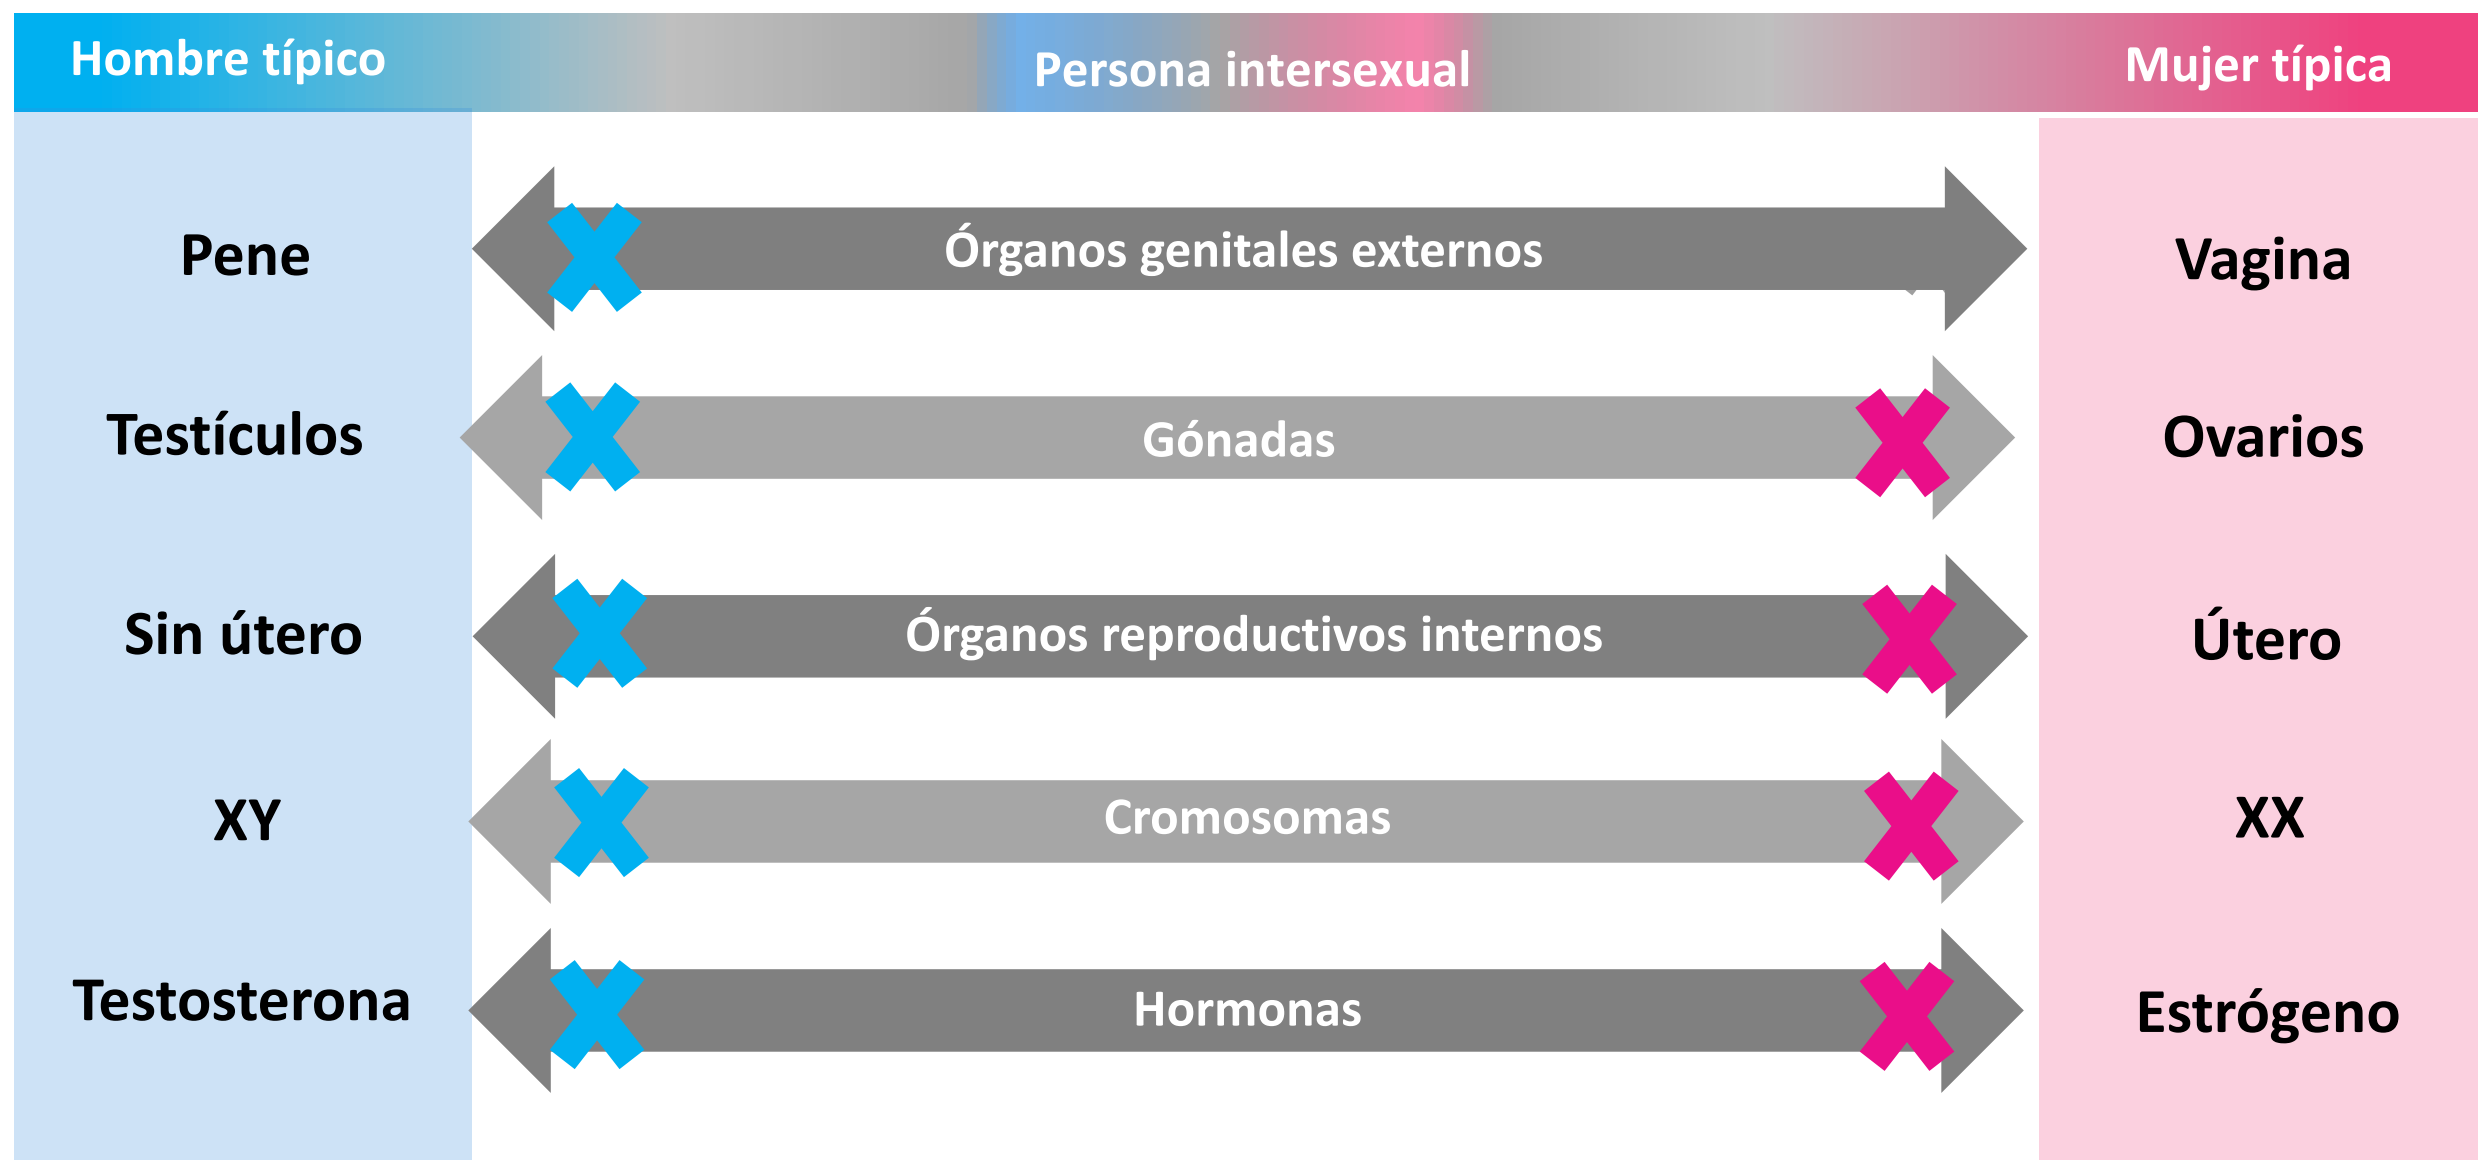 Hombre típico
Persona intersexual
Mujer típica
Pene
Órganos genitales externos
Vagina
Testículos
Gónadas
Ovarios
Sin útero
Órganos reproductivos internos
Útero
XY
Cromosomas
XX
Testosterona
Hormonas
Estrógeno